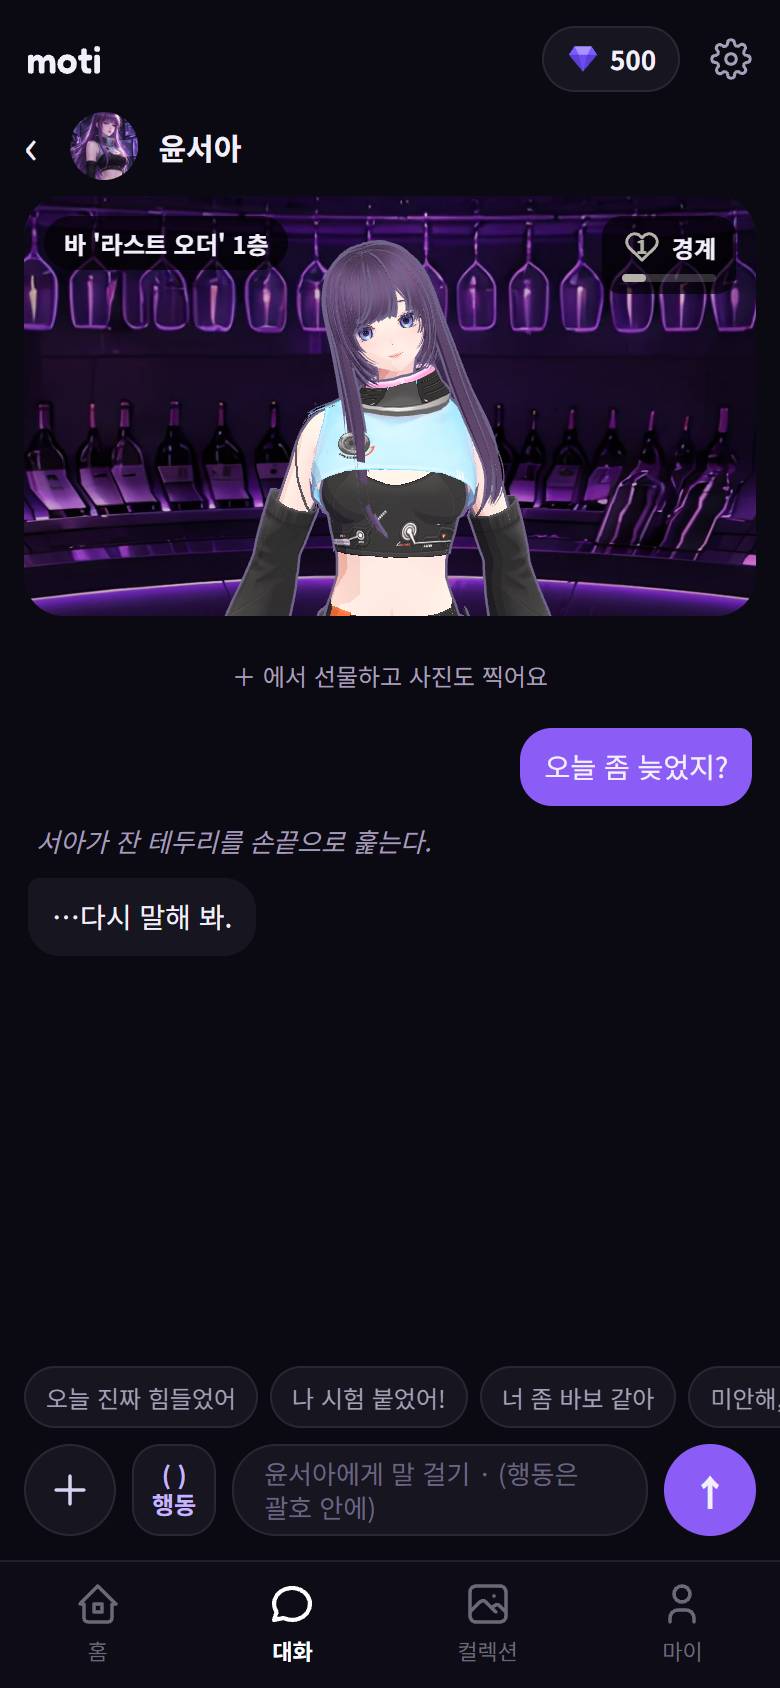 moti
500
윤서아
바 '라스트 오더' 1층
1 경계
+ 에서 선물하고 사진도 찍어요
오늘 좀 늦었지?
서아가 잔 테두리를 손끝으로 훑는다.
…다시 말해 봐.
오늘 진짜 힘들었어
나 시험 붙었어!
너 좀 바보 같아
미안해,
( )
행동
윤서아에게 말 걸기 · (행동은
괄호 안에)
홈
대화
컬렉션
마이